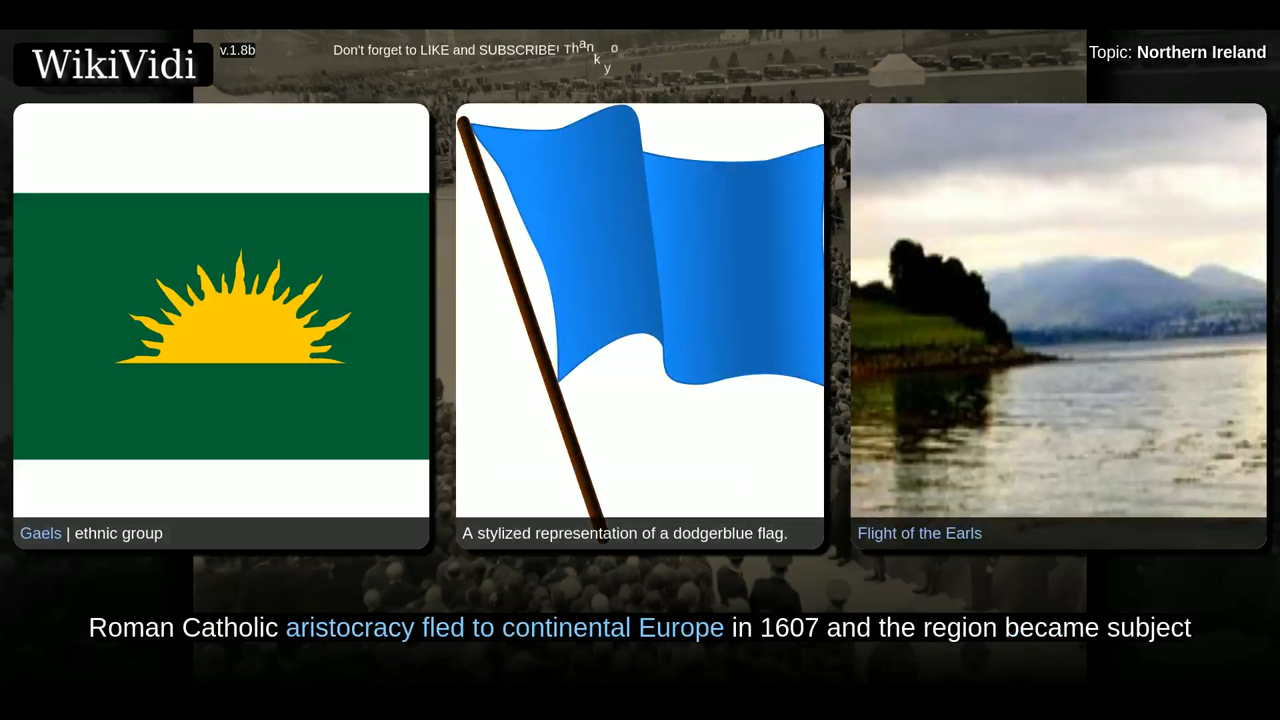 WikiVidi
v.1.8b
Don't forget to LIKE and SUBSCRIBE! Thank yo
Topic: Northern Ireland
Gaels | ethnic group
A stylized representation of a dodgerblue flag.
Flight of the Earls
Roman Catholic aristocracy fled to continental Europe in 1607 and the region became subject